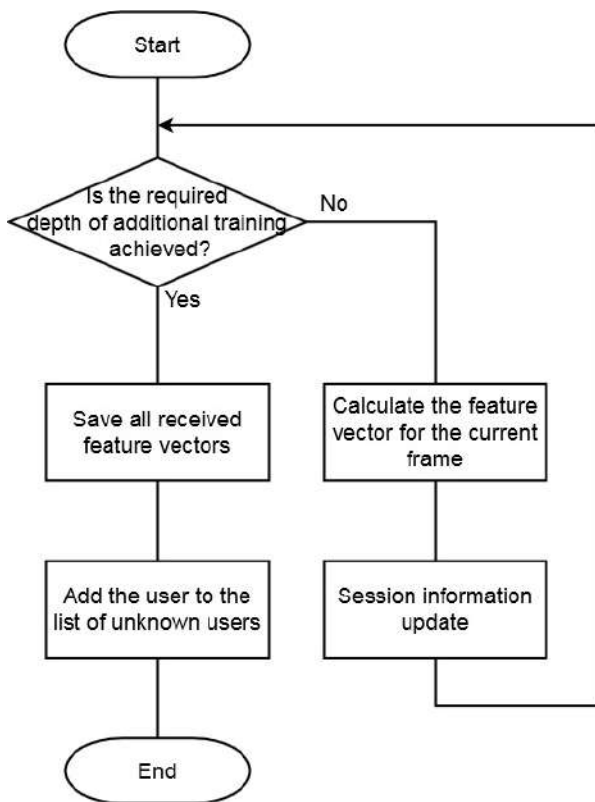 Start
Is the required
depth of additional training
achieved?
No
Yes
Save all received
feature vectors
Calculate the feature
vector for the current
frame
Add the user to the
list of unknown users
Session information
update
End